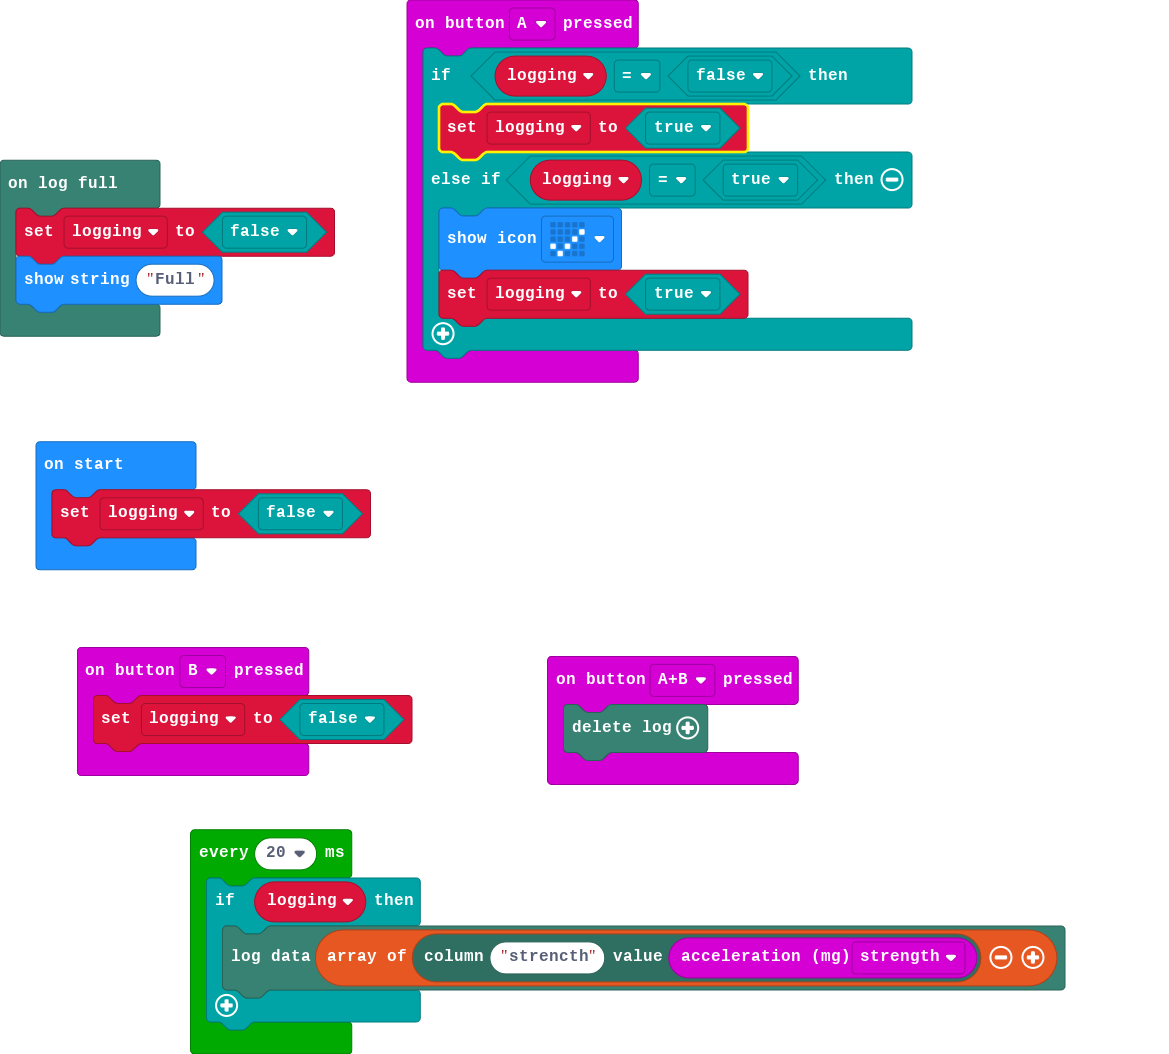 on button A pressed
if logging = false then
set logging to true
else if logging = true then
show icon
set logging to true
on log full
set logging to false
show string "Full"
on start
set logging to false
on button B pressed
set logging to false
on button A+B pressed
delete log
every 20 ms
if logging then
log data array of column "strength" value acceleration (mg) strength